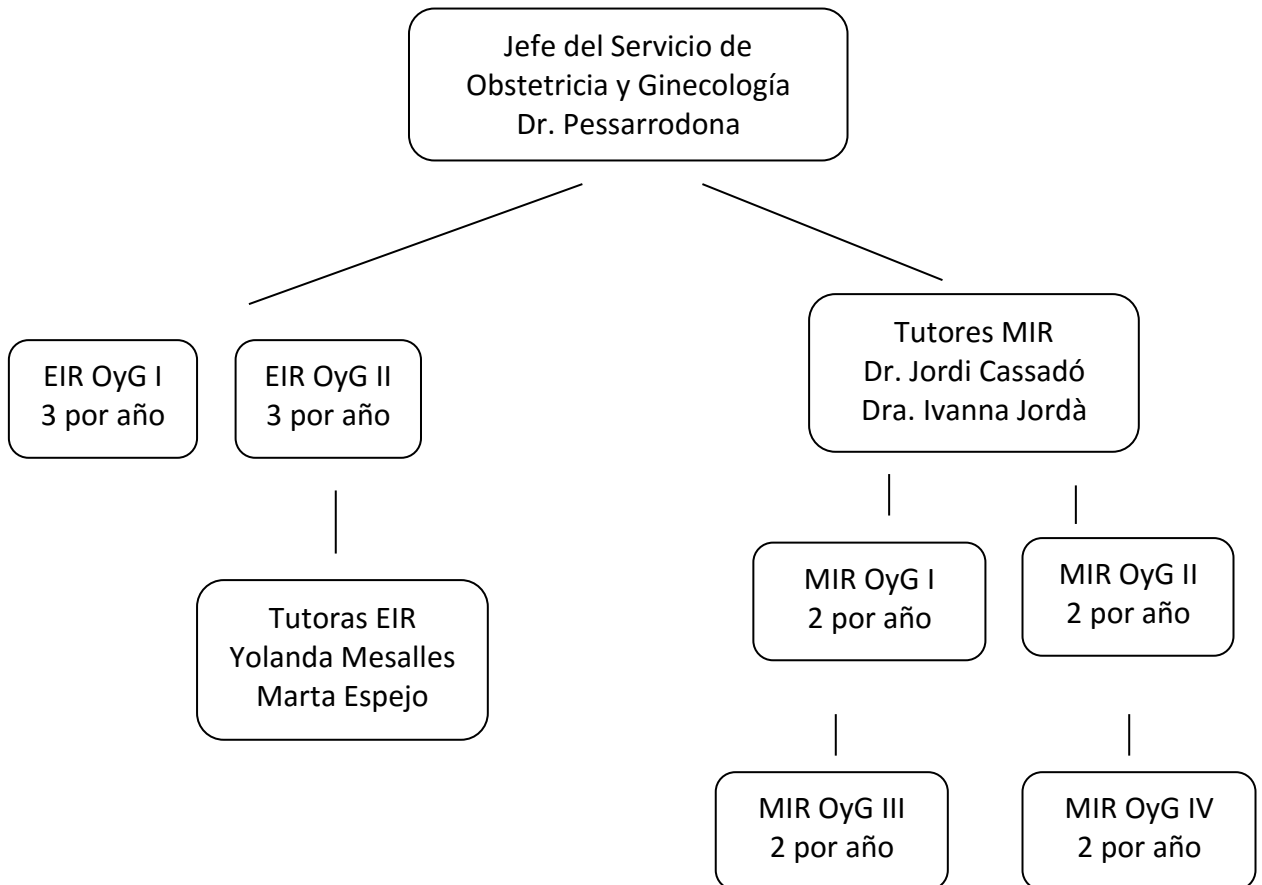 Jefe del Servicio de
Obstetricia y Ginecología
Dr. Pessarrodona
EIR OyG I
3 por año
EIR OyG II
3 por año
Tutores MIR
Dr. Jordi Cassadó
Dra. Ivanna Jordà
Tutoras EIR
Yolanda Mesalles
Marta Espejo
MIR OyG I
2 por año
MIR OyG II
2 por año
MIR OyG III
2 por año
MIR OyG IV
2 por año